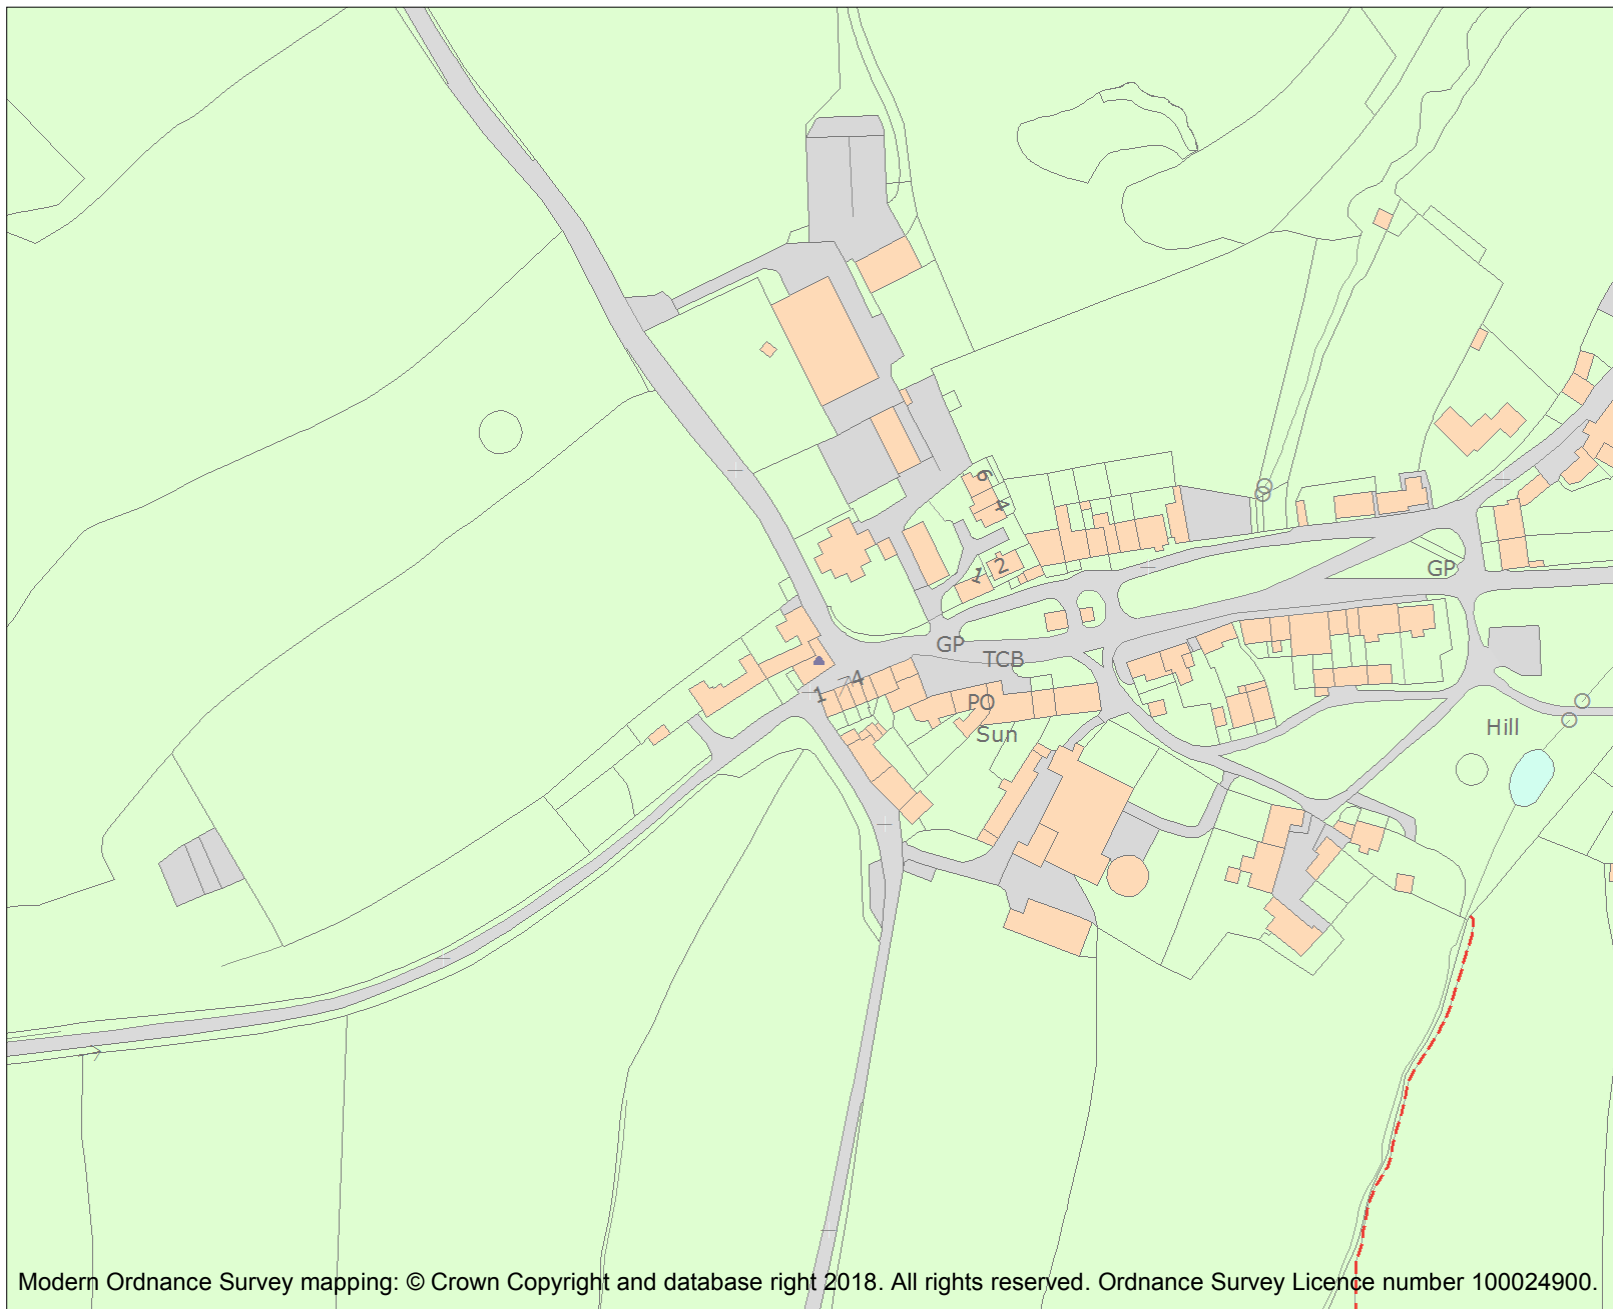 6
4
2
1
GP
GP
TCB
4
1
PO
Sun
Hill
Modern Ordnance Survey mapping: © Crown Copyright and database right 2018. All rights reserved. Ordnance Survey Licence number 100024900.